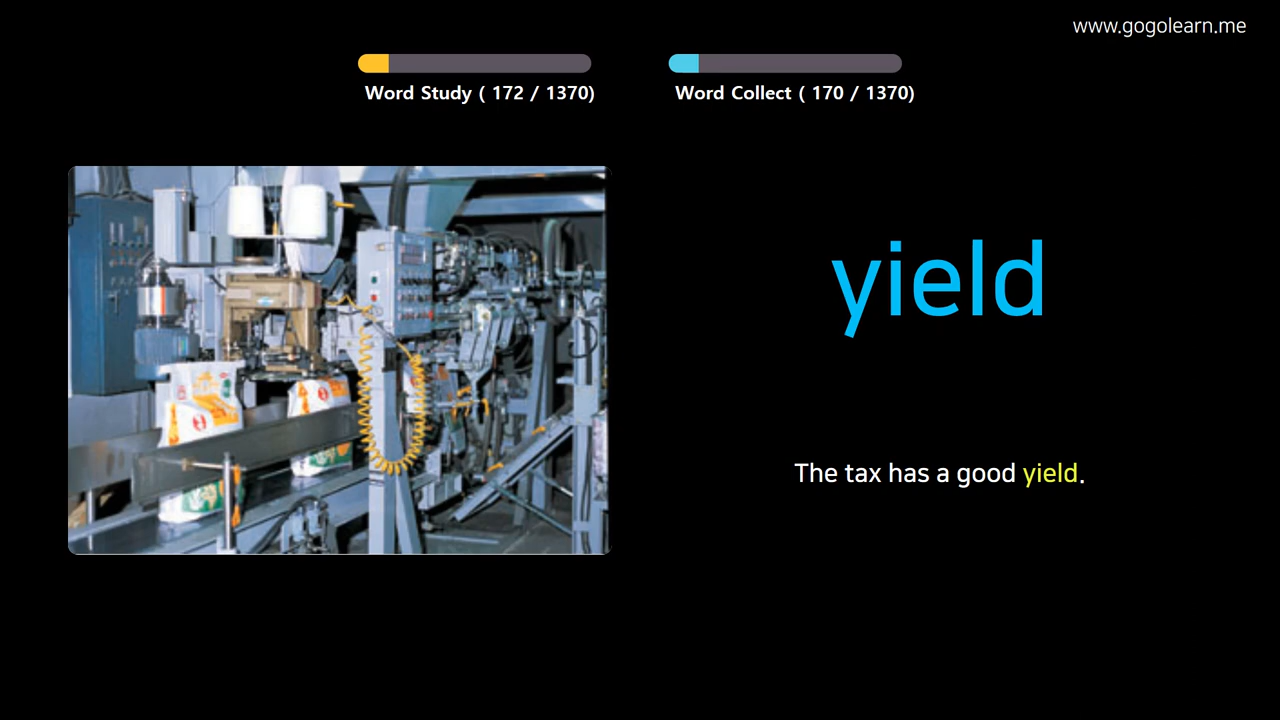 www.gogolearn.me
Word Study ( 172 / 1370)
Word Collect ( 170 / 1370)
yield
The tax has a good yield.